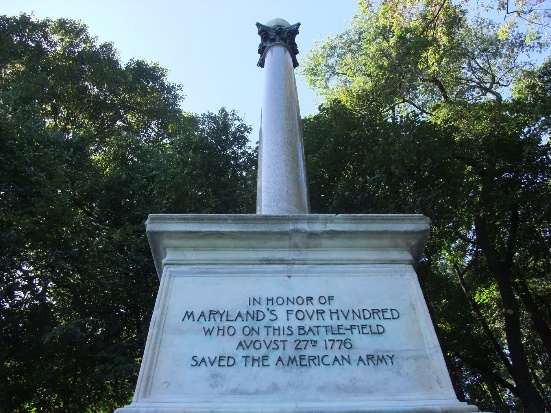 IN HONOR OF
MARYLAND'S FOVR HVNDRED
WHO ON THIS BATTLE-FIELD
AVGVST 27TH 1776
SAVED THE AMERICAN ARMY